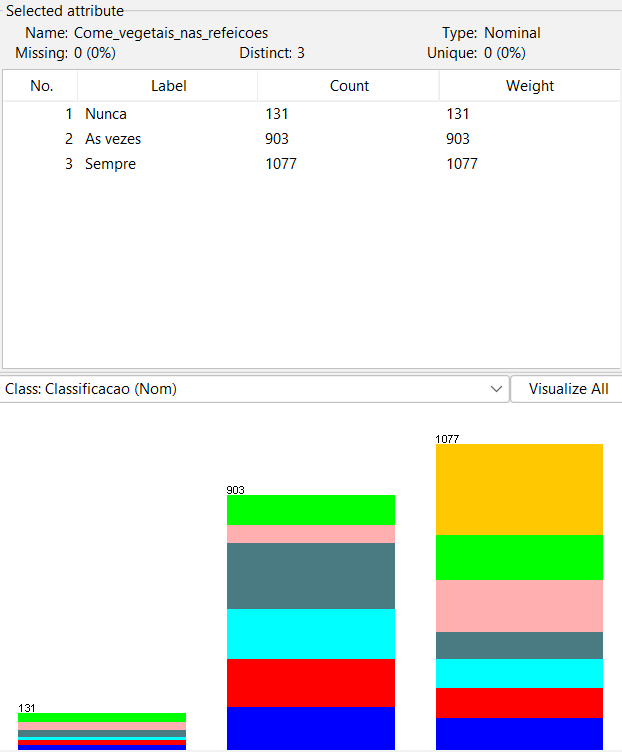 Selected attribute
Name: Come_vegetais_nas_refeicoes Type: Nominal
Missing: 0 (0%) Distinct: 3 Unique: 0 (0%)
No. Label Count Weight
1 Nunca 131 131
2 As vezes 903 903
3 Sempre 1077 1077
Class: Classificacao (Nom) Visualize All
1077
903
131